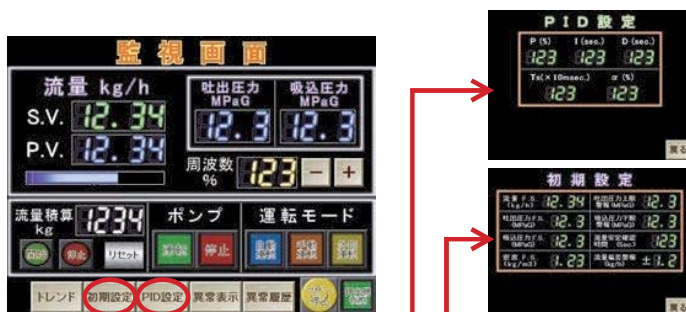 監視画面
流量 kg/h
S.V. 12.34
P.V. 12.34
吐出圧力 MPaG
12.3
吸込圧力 MPaG
12.3
周波数 % 123 − +
流量積算 kg 1234
停止 リセット
ポンプ
運転 停止
運転モード
トレンド 初期設定 PID設定 異常表示 異常履歴
PID設定
P (%) I (sec.) D (sec.)
123 123 123
Ts(×10msec.) α (%)
123 123
戻る
初期設定
流量 F.S. (kg/h) 12.34 吐出圧力上限警報 (MPaG) 12.3
吐出圧力F.S. (MPaG) 12.3 吸込圧力下限警報 (MPaG) 12.3
吸込圧力F.S. (MPaG) 12.3 流量安定確認時間 (Sec.) 123
密度 F.S. (kg/m3) 1.23 流量偏差警報 (kg/h) ±1.2
戻る